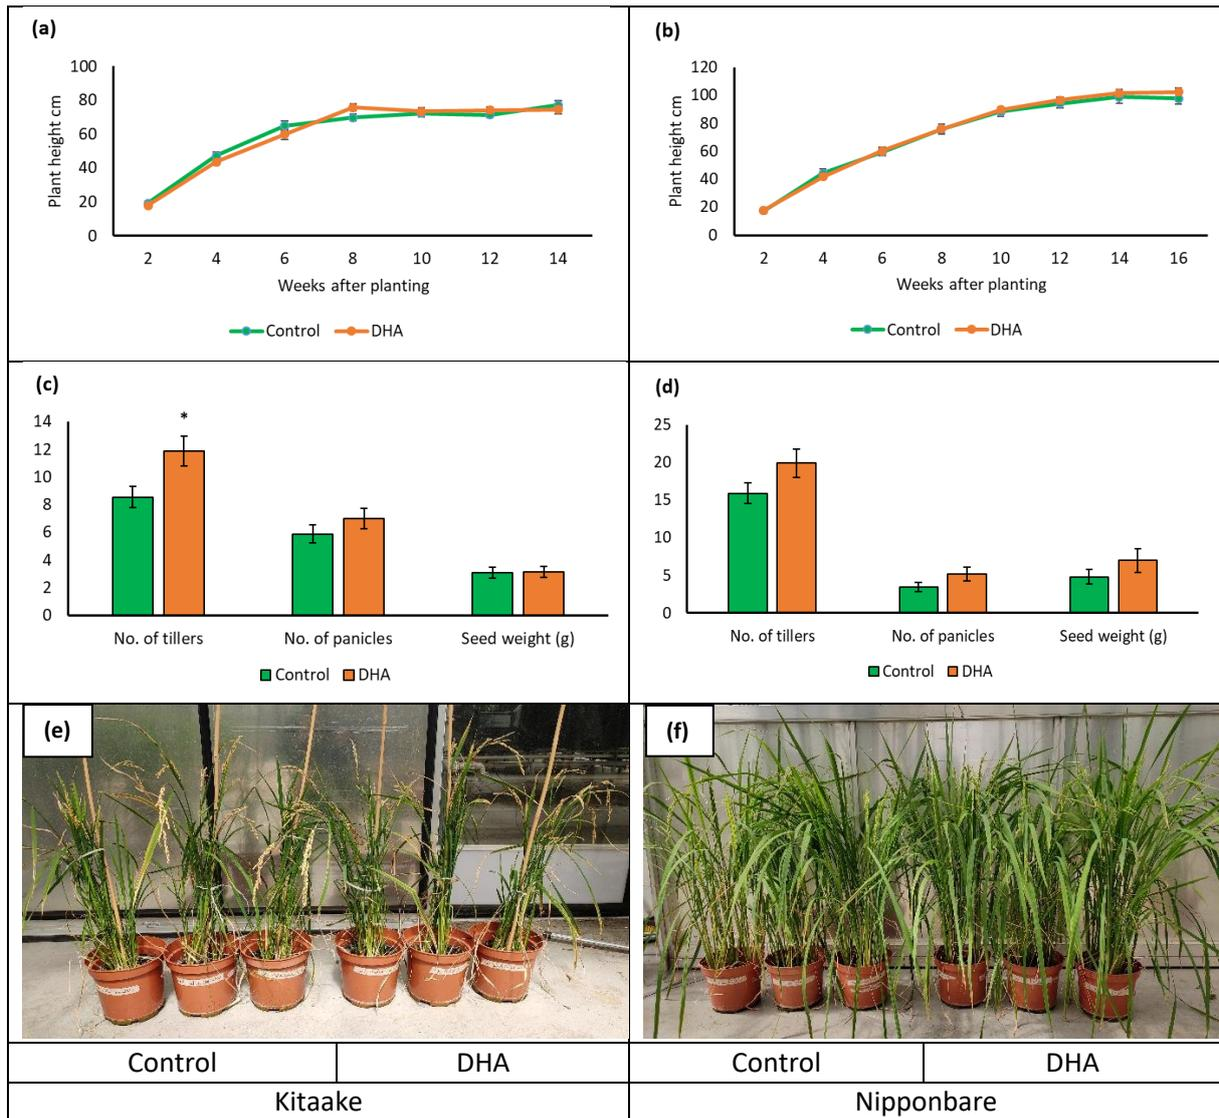 (a)
100
80
60
40
20
0
Plant height cm
2 4 6 8 10 12 14
Weeks after planting
Control DHA
(b)
120
100
80
60
40
20
0
Plant height cm
2 4 6 8 10 12 14 16
Weeks after planting
Control DHA
(c)
14
12
10
8
6
4
2
0
*
No. of tillers No. of panicles Seed weight (g)
Control DHA
(d)
25
20
15
10
5
0
No. of tillers No. of panicles Seed weight (g)
Control DHA
(e)
(f)
Control DHA
Control DHA
Kitaake
Nipponbare